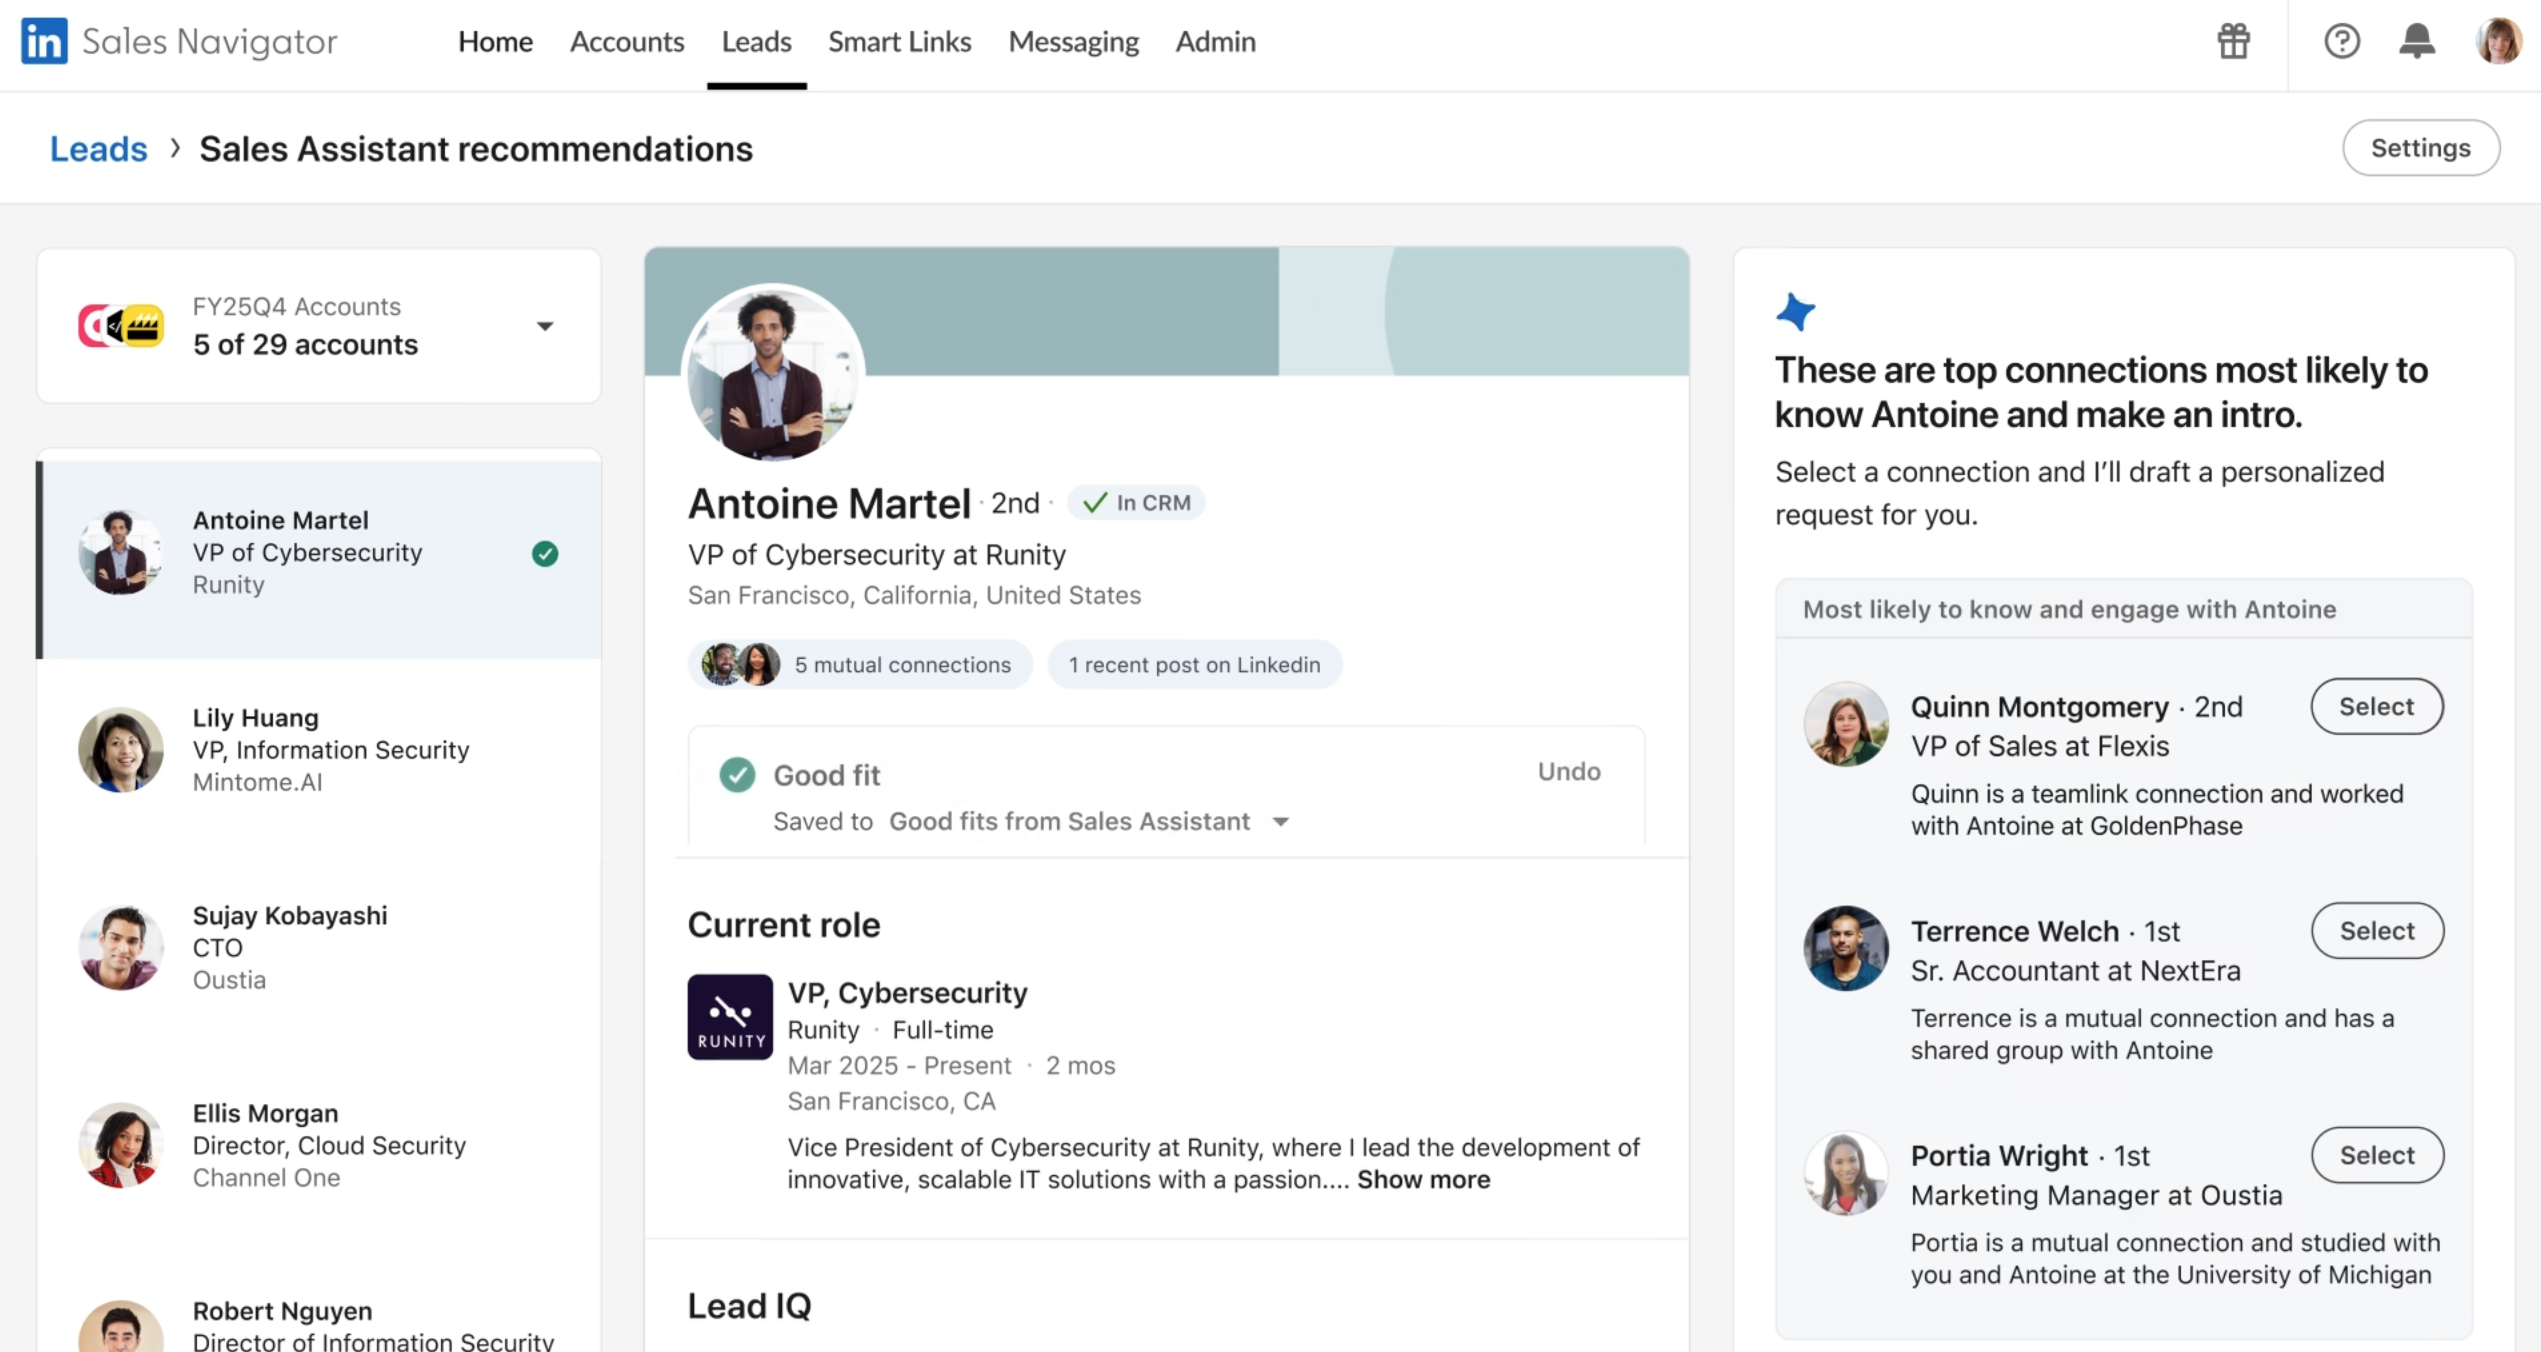 in Sales Navigator
Home Accounts Leads Smart Links Messaging Admin
Leads › Sales Assistant recommendations
Settings
FY25Q4 Accounts
5 of 29 accounts
Antoine Martel
VP of Cybersecurity
Runity
Lily Huang
VP, Information Security
Mintome.AI
Sujay Kobayashi
CTO
Oustia
Ellis Morgan
Director, Cloud Security
Channel One
Robert Nguyen
Director of Information Security
Antoine Martel · 2nd · In CRM
VP of Cybersecurity at Runity
San Francisco, California, United States
5 mutual connections
1 recent post on Linkedin
Good fit
Undo
Saved to Good fits from Sales Assistant
Current role
RUNITY
VP, Cybersecurity
Runity · Full-time
Mar 2025 - Present · 2 mos
San Francisco, CA
Vice President of Cybersecurity at Runity, where I lead the development of
innovative, scalable IT solutions with a passion.... Show more
Lead IQ
These are top connections most likely to
know Antoine and make an intro.
Select a connection and I'll draft a personalized
request for you.
Most likely to know and engage with Antoine
Quinn Montgomery · 2nd
Select
VP of Sales at Flexis
Quinn is a teamlink connection and worked
with Antoine at GoldenPhase
Terrence Welch · 1st
Select
Sr. Accountant at NextEra
Terrence is a mutual connection and has a
shared group with Antoine
Portia Wright · 1st
Select
Marketing Manager at Oustia
Portia is a mutual connection and studied with
you and Antoine at the University of Michigan